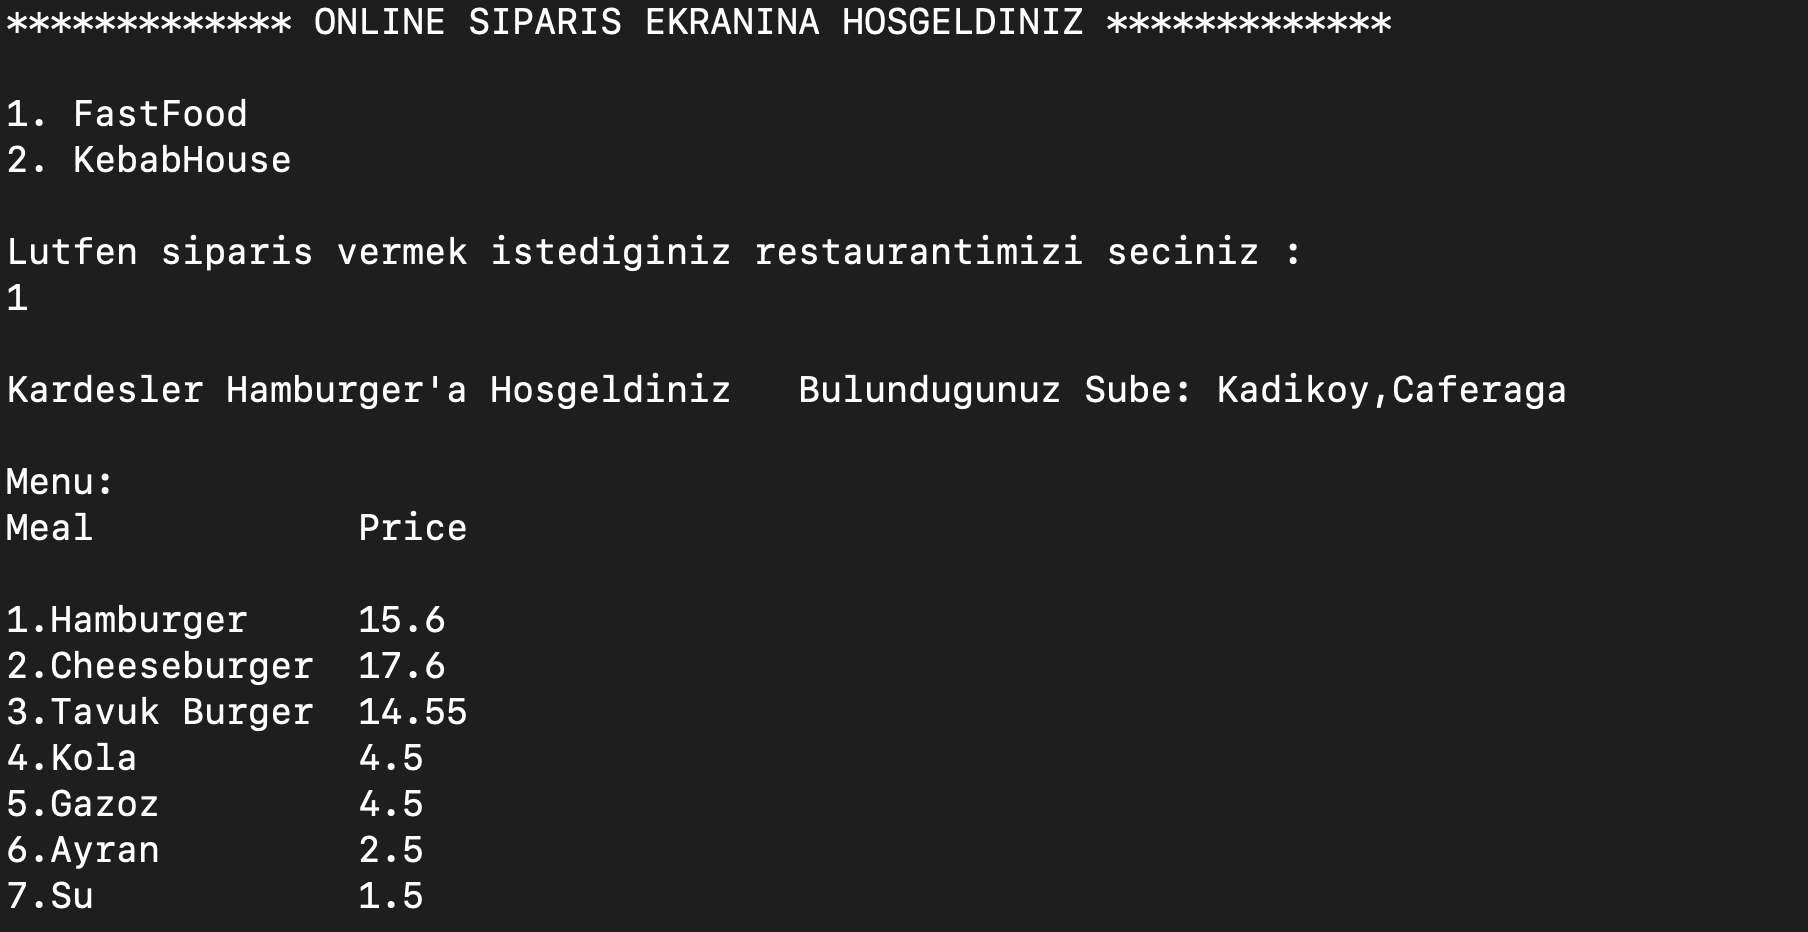 ************* ONLINE SIPARIS EKRANINA HOSGELDINIZ *************
1. FastFood
2. KebabHouse
Lutfen siparis vermek istediginiz restaurantimizi seciniz :
1
Kardesler Hamburger'a Hosgeldiniz   Bulundugunuz Sube: Kadikoy,Caferaga
Menu:
Meal            Price
1.Hamburger     15.6
2.Cheeseburger  17.6
3.Tavuk Burger  14.55
4.Kola          4.5
5.Gazoz         4.5
6.Ayran         2.5
7.Su            1.5